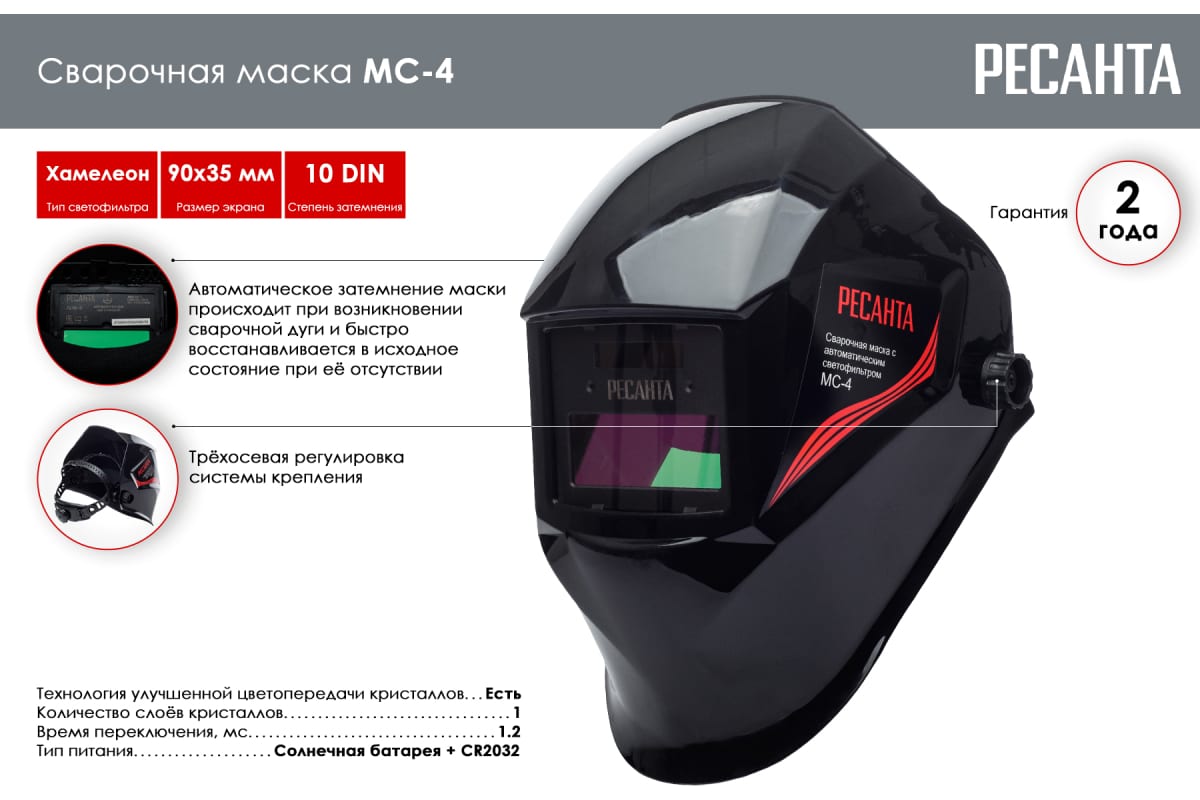 Сварочная маска МС-4
РЕСАНТА
Хамелеон
Тип светофильтра
90х35 мм
Размер экрана
10 DIN
Степень затемнения
Гарантия
2
года
РЕСАНТА
Автоматическое затемнение маски
происходит при возникновении
сварочной дуги и быстро
восстанавливается в исходное
состояние при её отсутствии
РЕСАНТА
Сварочная маска с
автоматическим
светофильтром
МС-4
РЕСАНТА
Трёхосевая регулировка
системы крепления
Технология улучшенной цветопередачи кристаллов...Есть
Количество слоёв кристаллов................................1
Время переключения, мс....................................1.2
Тип питания....................Солнечная батарея + CR2032